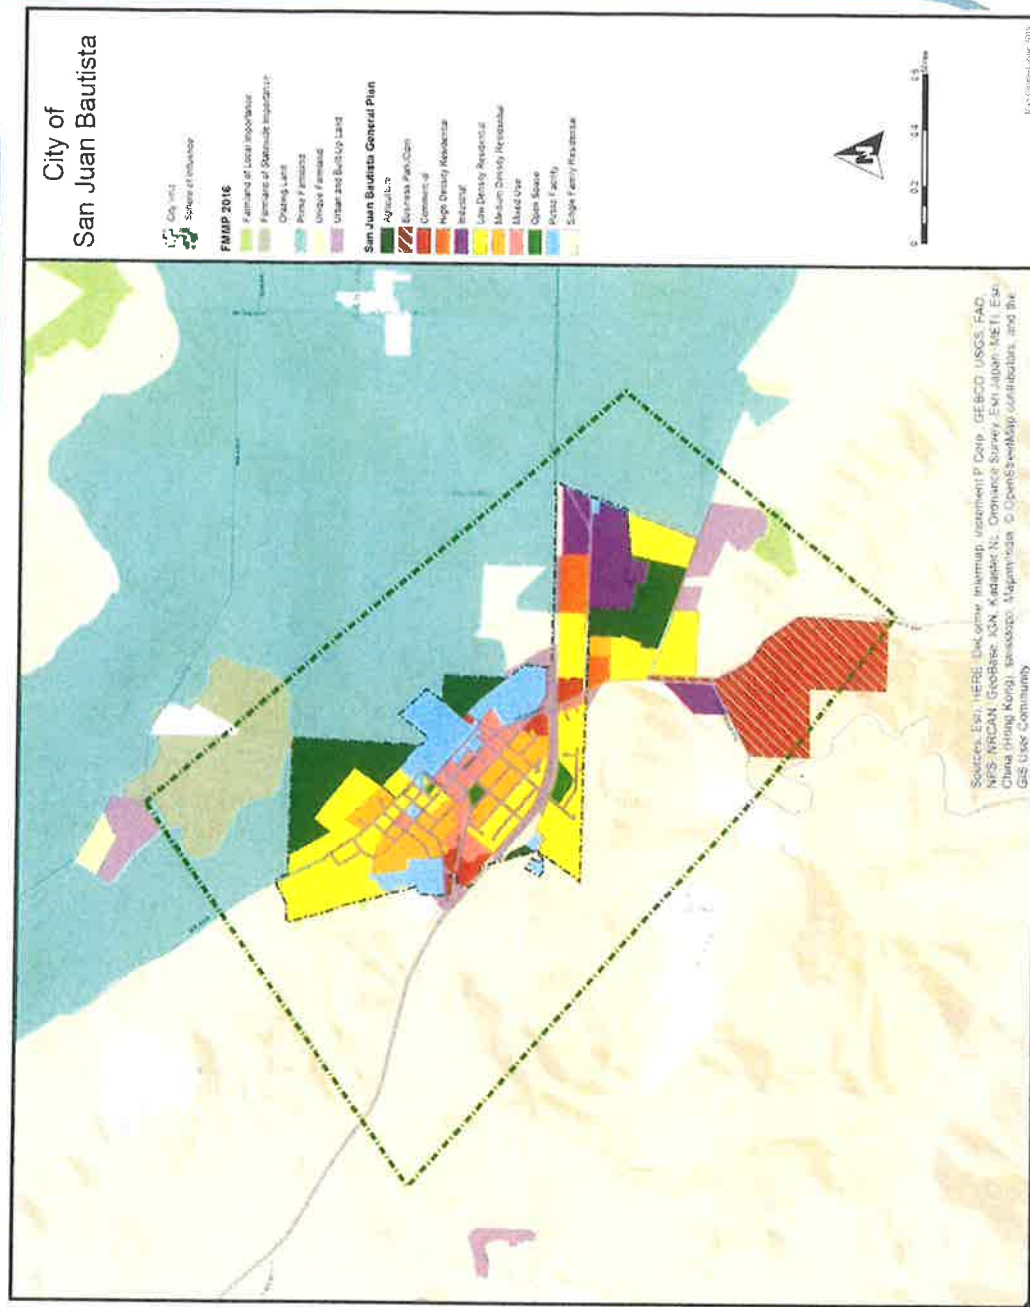 City of
San Juan Bautista
City limit
Sphere of Influence
FMMP 2016
Farmland of Local Importance
Farmland of Statewide Importance
Grazing Land
Prime Farmland
Unique Farmland
Urban and Built-Up Land
San Juan Bautista General Plan
Agriculture
Business Park/Com
Commercial
High Density Residential
Industrial
Low Density Residential
Medium Density Residential
Mixed Use
Open Space
Public Facility
Single Family Residential
N
0 0.2 0.4 0.8
Miles
Sources: Esri, HERE, DeLorme, Intermap, increment P Corp., GEBCO, USGS, FAO,
NPS, NRCAN, GeoBase, IGN, Kadaster NL, Ordnance Survey, Esri Japan, METI, Esri
China (Hong Kong), swisstopo, MapmyIndia, © OpenStreetMap contributors, and the
GIS User Community